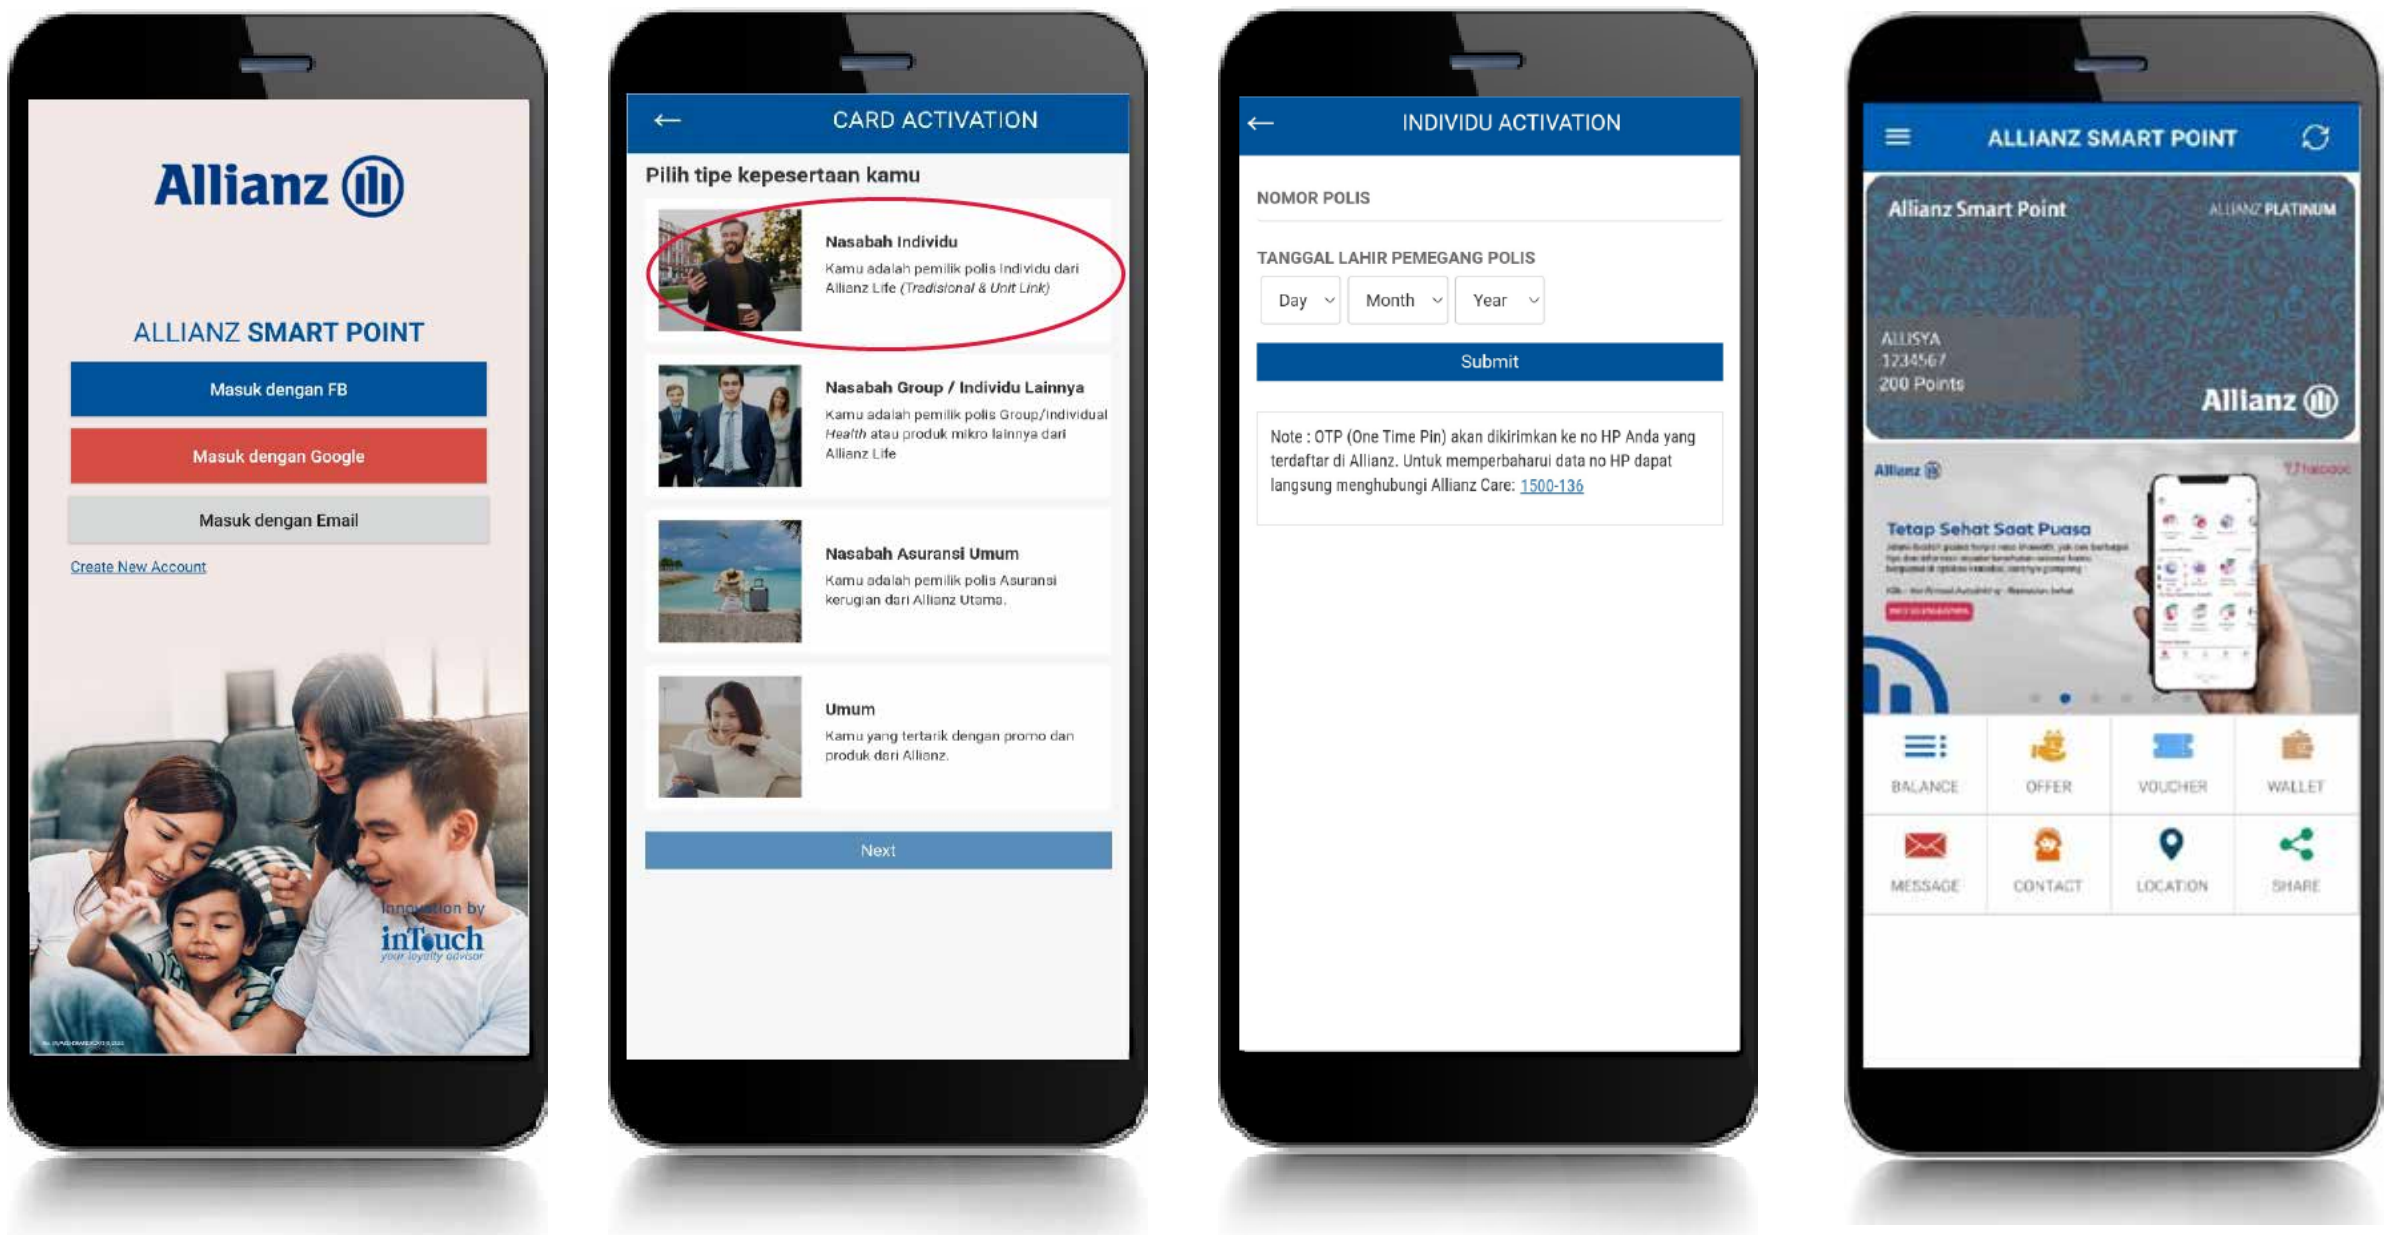 Allianz
ALLIANZ SMART POINT
Masuk dengan FB
Masuk dengan Google
Masuk dengan Email
Create New Account
Innovation by
inTouch
your loyalty advisor
CARD ACTIVATION
Pilih tipe kepesertaan kamu
Nasabah Individu
Kamu adalah pemilik polis Individu dari
Allianz Life (Tradisional & Unit Link)
Nasabah Group / Individu Lainnya
Kamu adalah pemilik polis Group/Individual
Health atau produk mikro lainnya dari
Allianz Life
Nasabah Asuransi Umum
Kamu adalah pemilik polis Asuransi
kerugian dari Allianz Utama.
Umum
Kamu yang tertarik dengan promo dan
produk dari Allianz.
Next
INDIVIDU ACTIVATION
NOMOR POLIS
TANGGAL LAHIR PEMEGANG POLIS
Day Month Year
Submit
Note : OTP (One Time Pin) akan dikirimkan ke no HP Anda yang
terdaftar di Allianz. Untuk memperbaharui data no HP dapat
langsung menghubungi Allianz Care: 1500-136
ALLIANZ SMART POINT
Allianz Smart Point ALLIANZ PLATINUM
ALLISYA
1234567
200 Points
Allianz
Allianz halodoc
Tetap Sehat Saat Puasa
BALANCE OFFER VOUCHER WALLET
MESSAGE CONTACT LOCATION SHARE